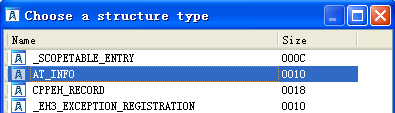 Choose a structure type
Name Size
_SCOPETABLE_ENTRY 000C
AT_INFO 0010
CPPEH_RECORD 0018
_EH3_EXCEPTION_REGISTRATION 0010